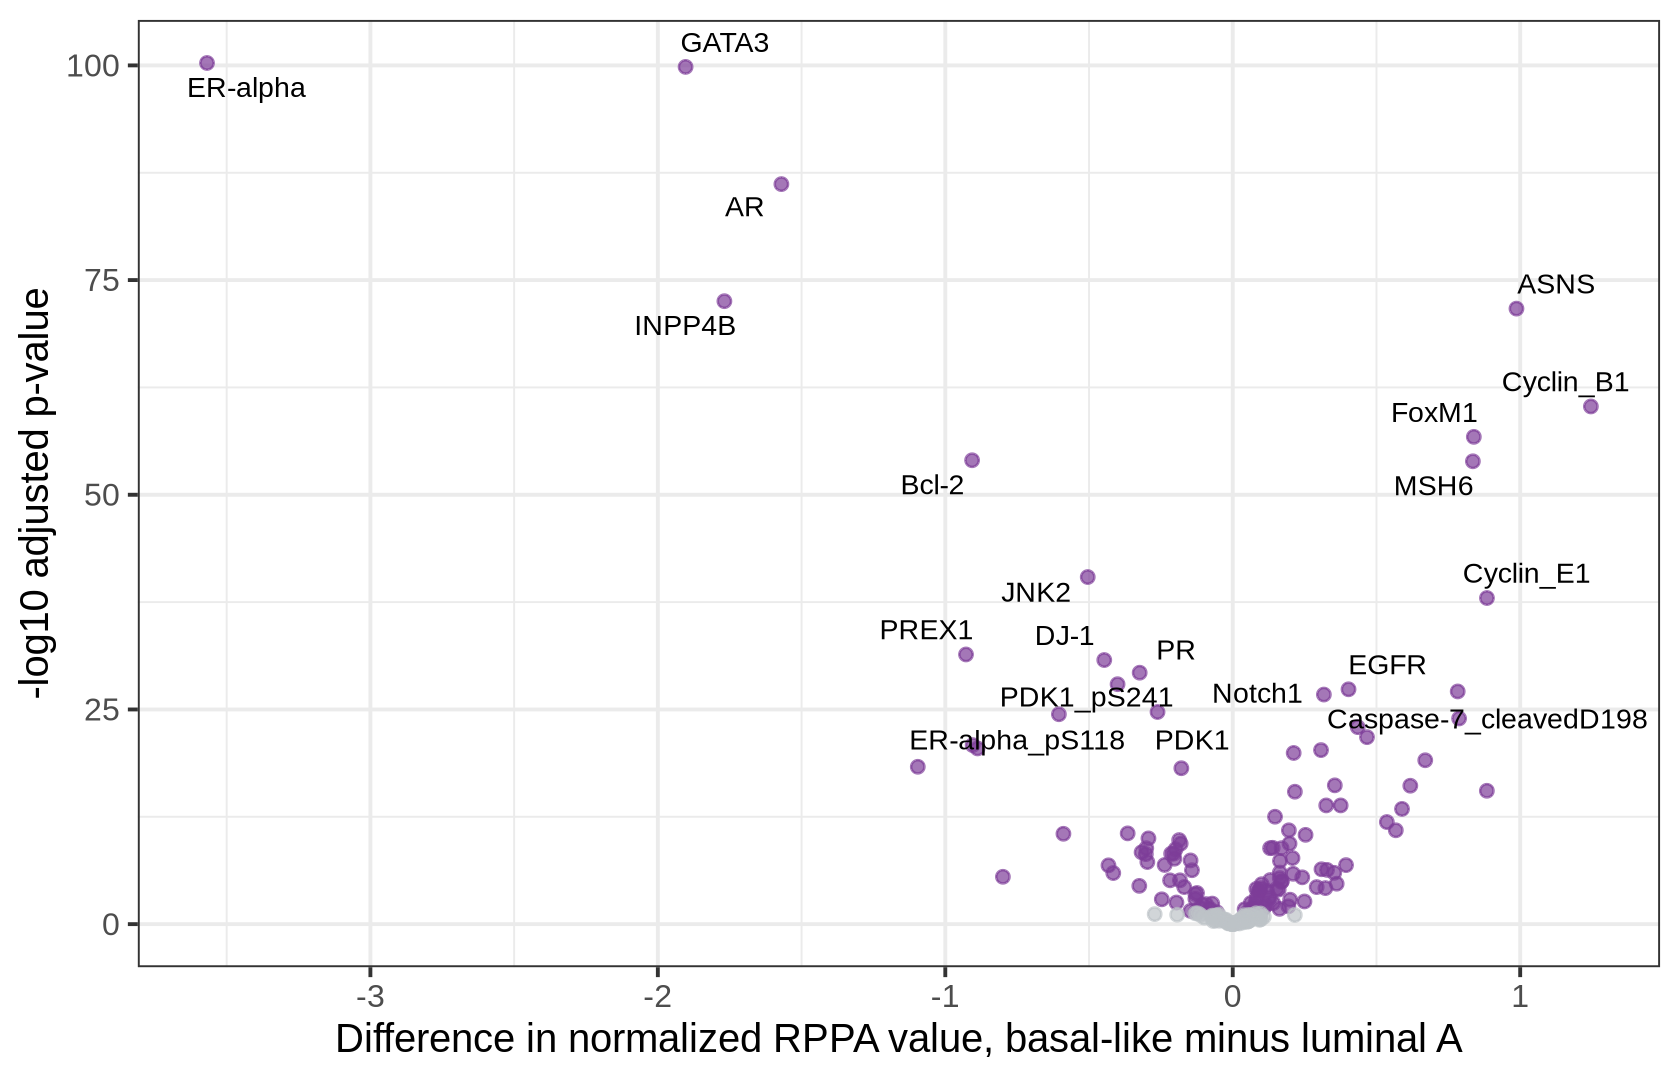 GATA3
100
ER-alpha
AR
75
ASNS
INPP4B
Cyclin_B1
FoxM1
Bcl-2
MSH6
50
JNK2
Cyclin_E1
PREX1
DJ-1
PR
EGFR
PDK1_pS241
Notch1
25
Caspase-7_cleavedD198
ER-alpha_pS118
PDK1
0
-log10 adjusted p-value
-3
-2
-1
0
1
Difference in normalized RPPA value, basal-like minus luminal A